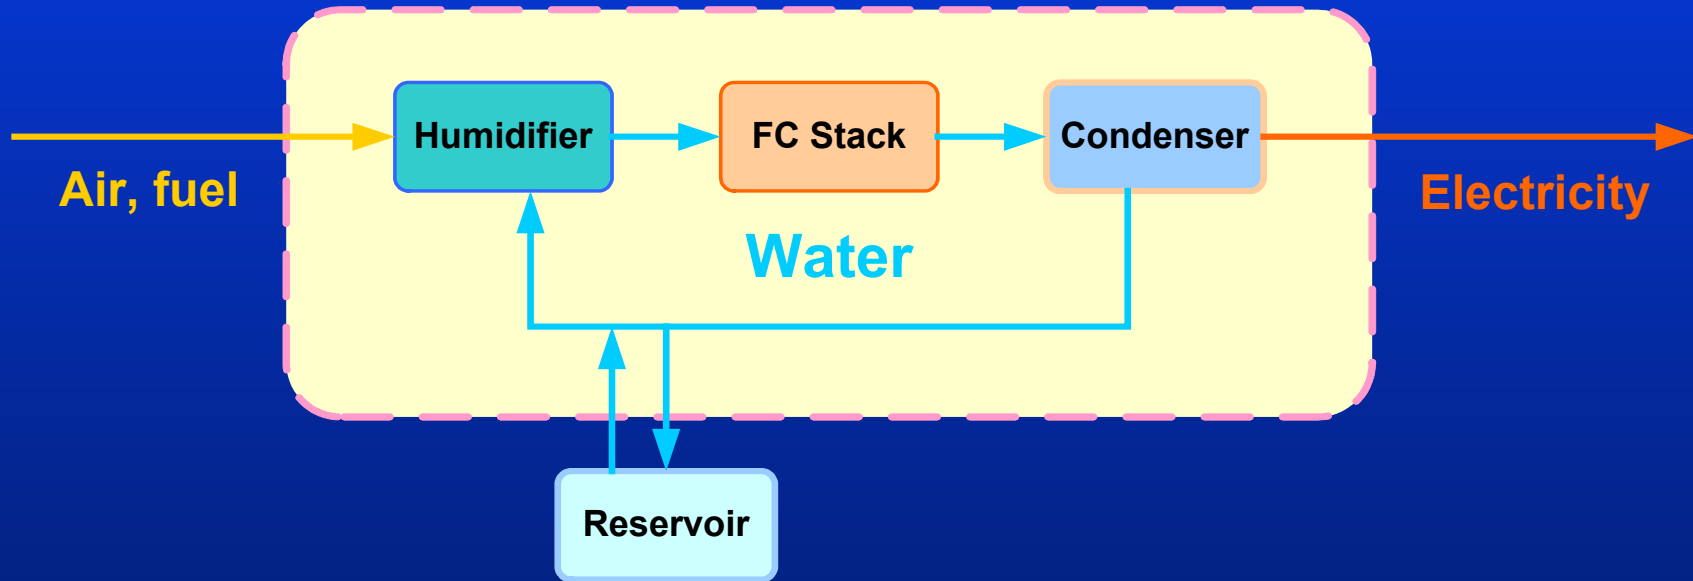 Humidifier
FC Stack
Condenser
Air, fuel
Electricity
Water
Reservoir